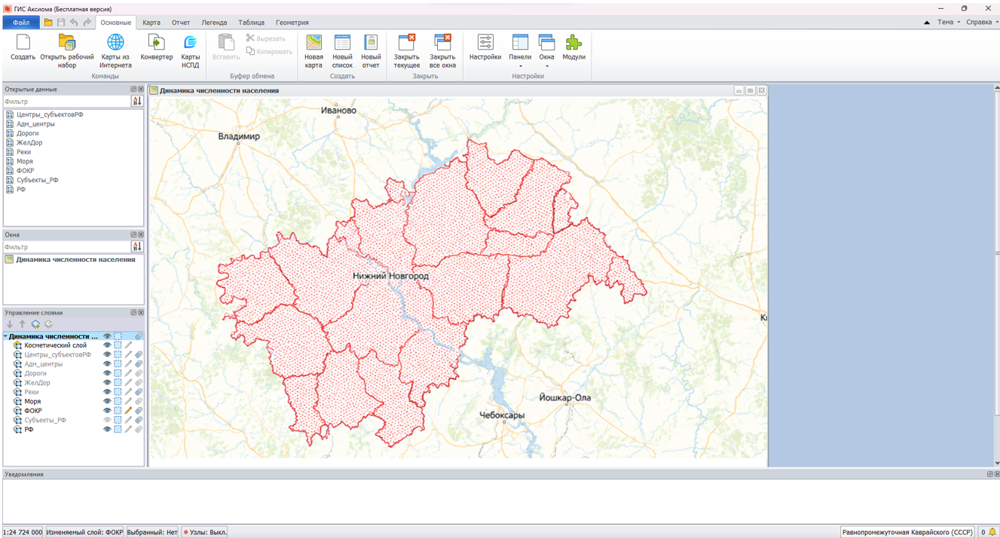 ГИС Аксиома (Бесплатная версия)
Файл Основные Карта Отчет Легенда Таблица Геометрия Тема Справка
Создать Открыть рабочий набор Карты из Интернета Конвертер Карты НСПД
Вставить Вырезать
Копировать
Новая карта Новый список Новый отчет
Закрыть текущее Закрыть все окна
Настройки Панели Окна Модули
Команды Буфер обмена Создать Закрыть Настройки
Открытые данные
Фильтр
Центры_субъектовРФ
Адм_центры
Дороги
ЖелДор
Реки
Моря
ФОКР
Субъекты_РФ
РФ
Окна
Фильтр
Динамика численности населения
Управление слоями
Динамика численности ...
Косметический слой
Центры_субъектовРФ
Адм_центры
Дороги
ЖелДор
Реки
Моря
ФОКР
Субъекты_РФ
РФ
Динамика численности населения
Иваново
Владимир
Нижний Новгород
Йошкар-Ола
Чебоксары
Уведомления
1:24 724 000 Изменяемый слой: ФОКР Выбранный: Нет Узлы: Выкл. Равнопромежуточная Каврайского (СССР) 0